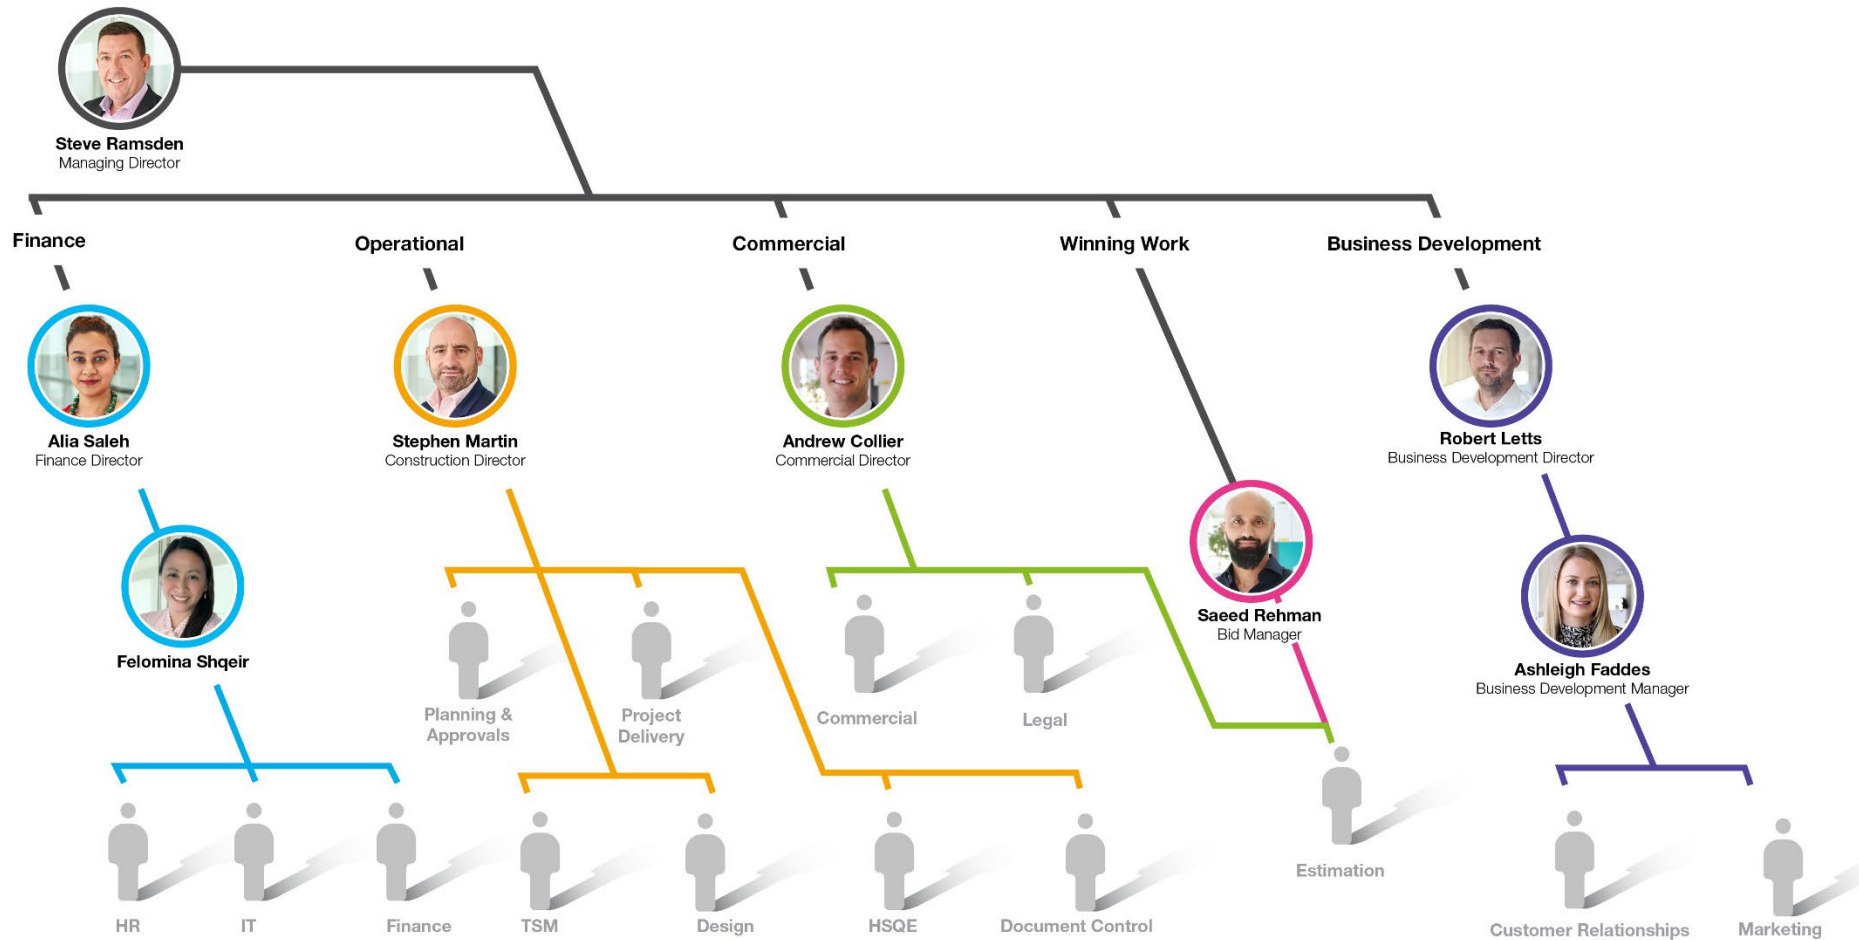 Steve Ramsden
Managing Director
Finance
Operational
Commercial
Winning Work
Business Development
Alia Saleh
Finance Director
Stephen Martin
Construction Director
Andrew Collier
Commercial Director
Robert Letts
Business Development Director
Felomina Shqeir
Saeed Rehman
Bid Manager
Ashleigh Faddes
Business Development Manager
Planning &
Approvals
Project
Delivery
Commercial
Legal
Estimation
HR
IT
Finance
TSM
Design
HSQE
Document Control
Customer Relationships
Marketing